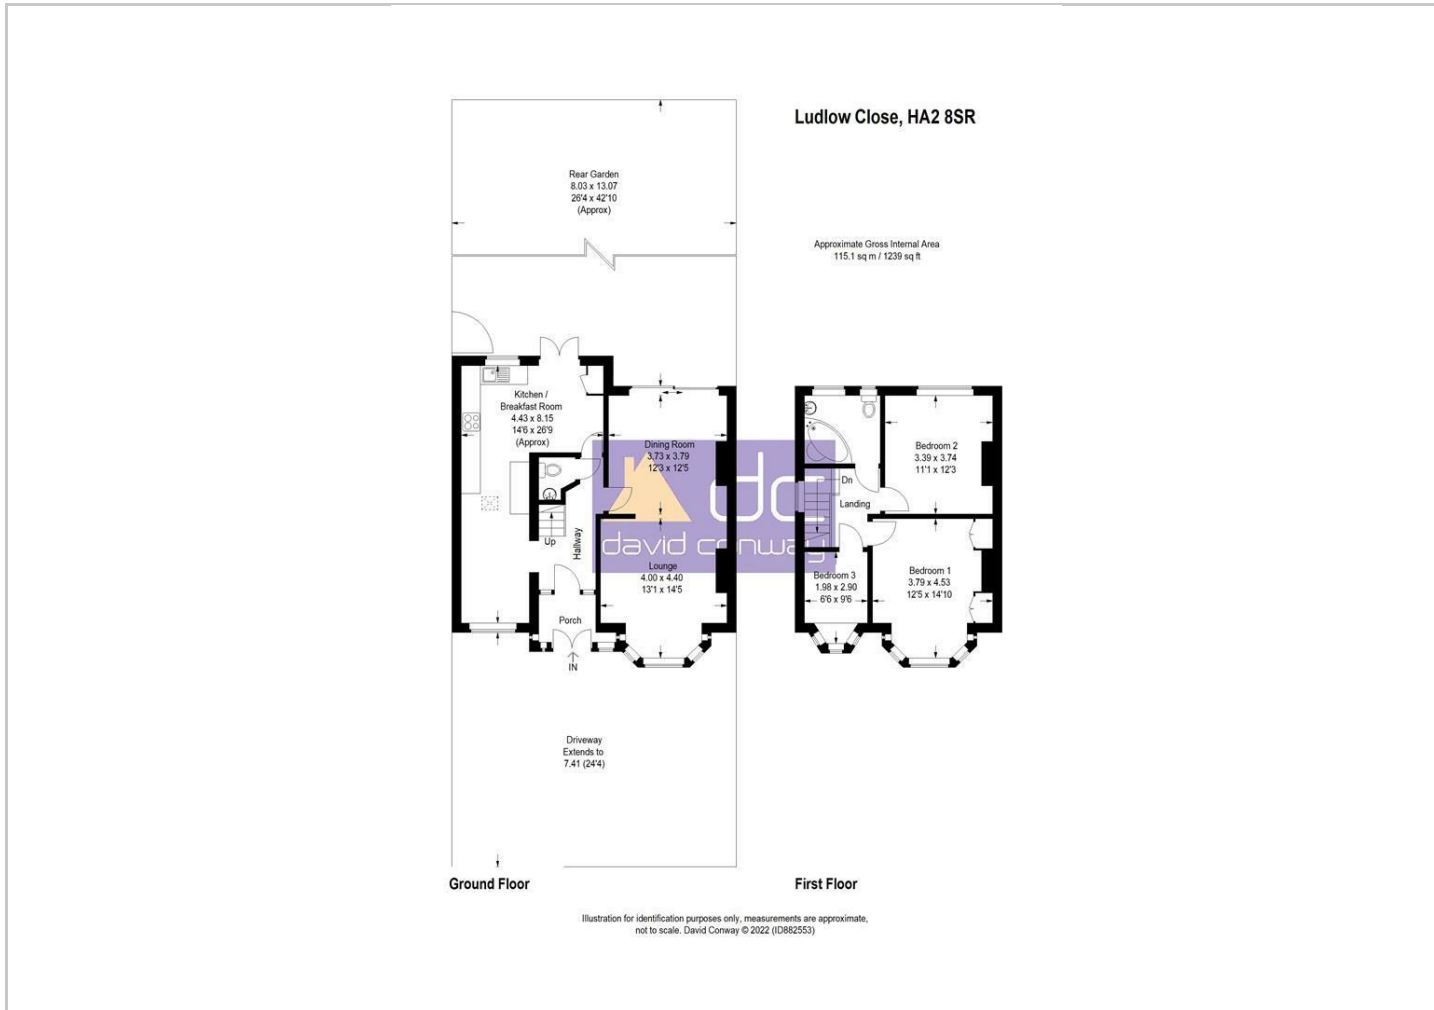 Ludlow Close, HA2 8SR
Rear Garden
8.03 x 13.07
26'4 x 42'10
(Approx)
Approximate Gross Internal Area
115.1 sq m / 1239 sq ft
Kitchen /
Breakfast Room
4.43 x 8.15
14'6 x 26'9
(Approx)
Dining Room
3.73 x 3.79
12'3 x 12'5
Up
Hallway
dc
david conway
Lounge
4.00 x 4.40
13'1 x 14'5
Porch
IN
Bedroom 2
3.39 x 3.74
11'1 x 12'3
Dn
Landing
Bedroom 3
1.98 x 2.90
6'6 x 9'6
Bedroom 1
3.79 x 4.53
12'5 x 14'10
Driveway
Extends to
7.41 (24'4)
Ground Floor
First Floor
Illustration for identification purposes only, measurements are approximate,
not to scale. David Conway © 2022 (ID882553)